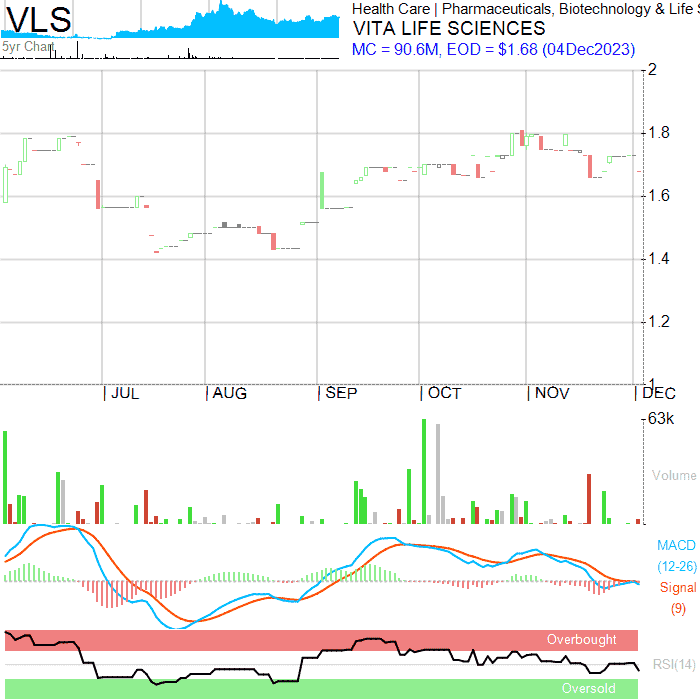 VLS
5yr Chart
Health Care | Pharmaceuticals, Biotechnology & Life
VITA LIFE SCIENCES
MC = 90.6M, EOD = $1.68 (04Dec2023)
2
1.8
1.6
1.4
1.2
1
JUL AUG SEP OCT NOV DEC
63k
Volume
MACD
(12-26)
Signal
(9)
Overbought
RSI(14)
Oversold